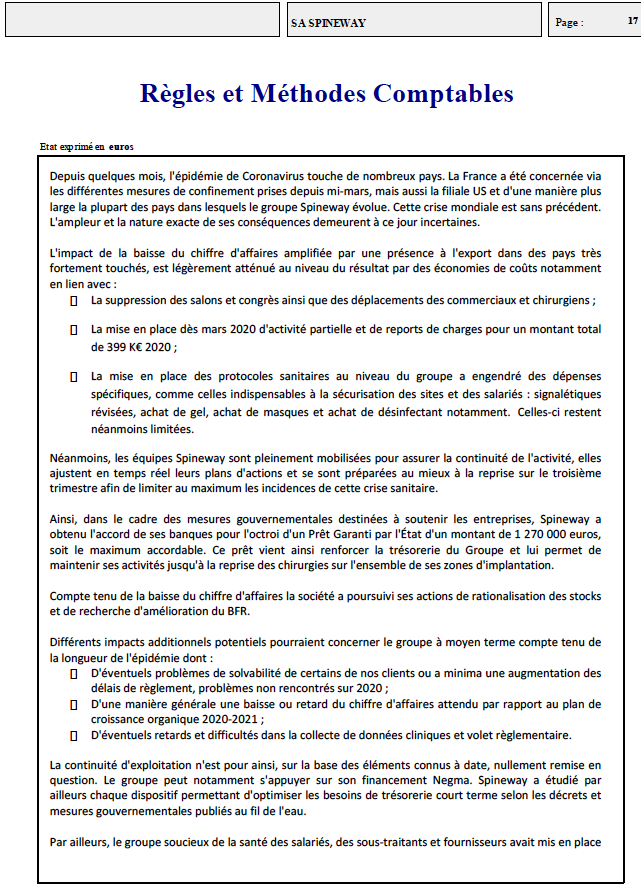 SA SPINEWAY
Page : 17
Règles et Méthodes Comptables
Etat exprimé en euros
Depuis quelques mois, l'épidémie de Coronavirus touche de nombreux pays. La France a été concernée via
les différentes mesures de confinement prises depuis mi-mars, mais aussi la filiale US et d'une manière plus
large la plupart des pays dans lesquels le groupe Spineway évolue. Cette crise mondiale est sans précédent.
L'ampleur et la nature exacte de ses conséquences demeurent à ce jour incertaines.
L'impact de la baisse du chiffre d'affaires amplifiée par une présence à l'export dans des pays très
fortement touchés, est légèrement atténué au niveau du résultat par des économies de coûts notamment
en lien avec :
▯ La suppression des salons et congrès ainsi que des déplacements des commerciaux et chirurgiens ;
▯ La mise en place dès mars 2020 d'activité partielle et de reports de charges pour un montant total
de 399 K€ 2020 ;
▯ La mise en place des protocoles sanitaires au niveau du groupe a engendré des dépenses
spécifiques, comme celles indispensables à la sécurisation des sites et des salariés : signalétiques
révisées, achat de gel, achat de masques et achat de désinfectant notamment. Celles-ci restent
néanmoins limitées.
Néanmoins, les équipes Spineway sont pleinement mobilisées pour assurer la continuité de l'activité, elles
ajustent en temps réel leurs plans d'actions et se sont préparées au mieux à la reprise sur le troisième
trimestre afin de limiter au maximum les incidences de cette crise sanitaire.
Ainsi, dans le cadre des mesures gouvernementales destinées à soutenir les entreprises, Spineway a
obtenu l'accord de ses banques pour l'octroi d'un Prêt Garanti par l'État d'un montant de 1 270 000 euros,
soit le maximum accordable. Ce prêt vient ainsi renforcer la trésorerie du Groupe et lui permet de
maintenir ses activités jusqu'à la reprise des chirurgies sur l'ensemble de ses zones d'implantation.
Compte tenu de la baisse du chiffre d'affaires la société a poursuivi ses actions de rationalisation des stocks
et de recherche d'amélioration du BFR.
Différents impacts additionnels potentiels pourraient concerner le groupe à moyen terme compte tenu de
la longueur de l'épidémie dont :
▯ D'éventuels problèmes de solvabilité de certains de nos clients ou a minima une augmentation des
délais de règlement, problèmes non rencontrés sur 2020 ;
▯ D'une manière générale une baisse ou retard du chiffre d'affaires attendu par rapport au plan de
croissance organique 2020-2021 ;
▯ D'éventuels retards et difficultés dans la collecte de données cliniques et volet règlementaire.
La continuité d'exploitation n'est pour ainsi, sur la base des éléments connus à date, nullement remise en
question. Le groupe peut notamment s'appuyer sur son financement Negma. Spineway a étudié par
ailleurs chaque dispositif permettant d'optimiser les besoins de trésorerie court terme selon les décrets et
mesures gouvernementales publiés au fil de l'eau.
Par ailleurs, le groupe soucieux de la santé des salariés, des sous-traitants et fournisseurs avait mis en place